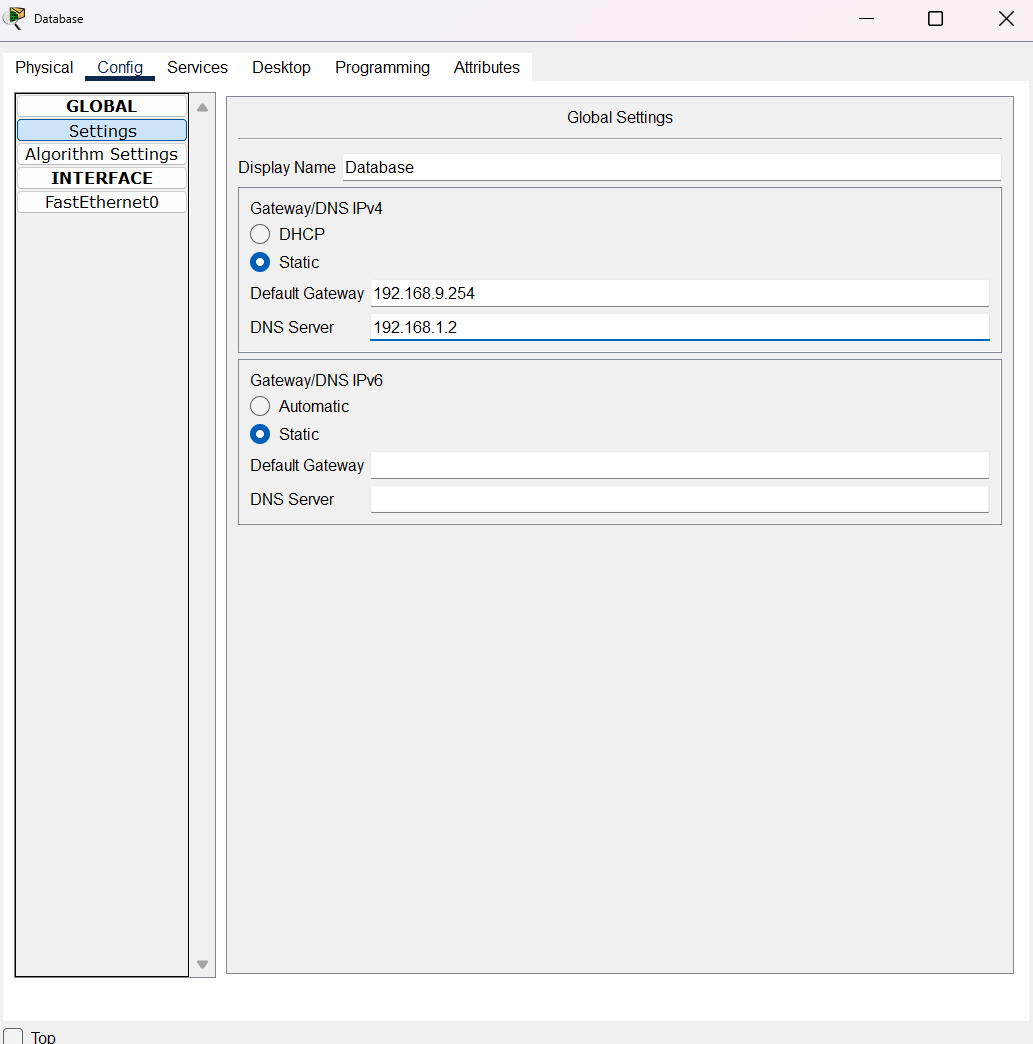 Database
Physical Config Services Desktop Programming Attributes
GLOBAL
Settings
Algorithm Settings
INTERFACE
FastEthernet0
Global Settings
Display Name Database
Gateway/DNS IPv4
DHCP
Static
Default Gateway 192.168.9.254
DNS Server 192.168.1.2
Gateway/DNS IPv6
Automatic
Static
Default Gateway
DNS Server
Top